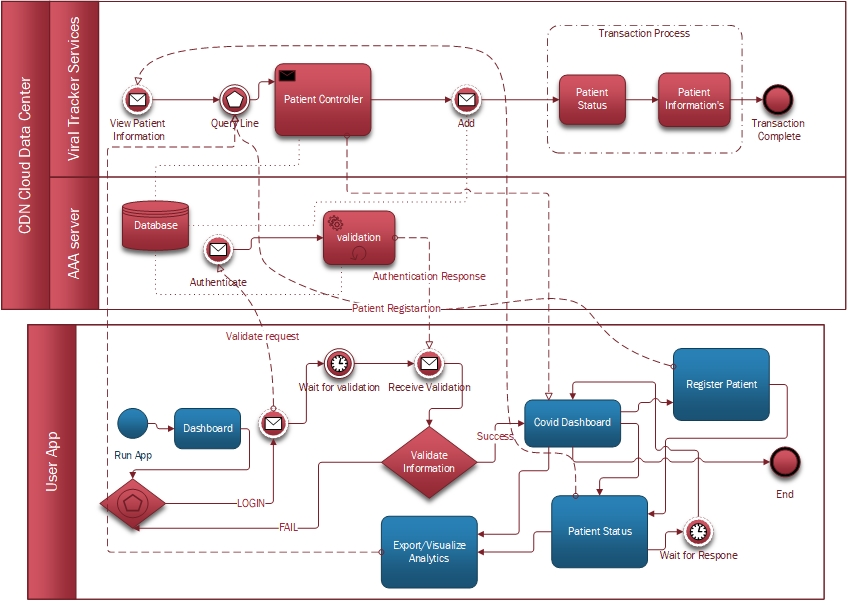 CDN Cloud Data Center
Viral Tracker Services
View Patient
Information
Query Line
Patient Controller
Add
Transaction Process
Patient
Status
Patient
Information's
Transaction
Complete
AAA server
Database
Authenticate
validation
Authentication Response
Patient Registartion
User App
Validate request
Wait for validation
Receive Validation
Run App
Dashboard
LOGIN
FAIL
Validate
Information
Success
Covid Dashboard
Register Patient
End
Export/Visualize
Analytics
Patient Status
Wait for Respone